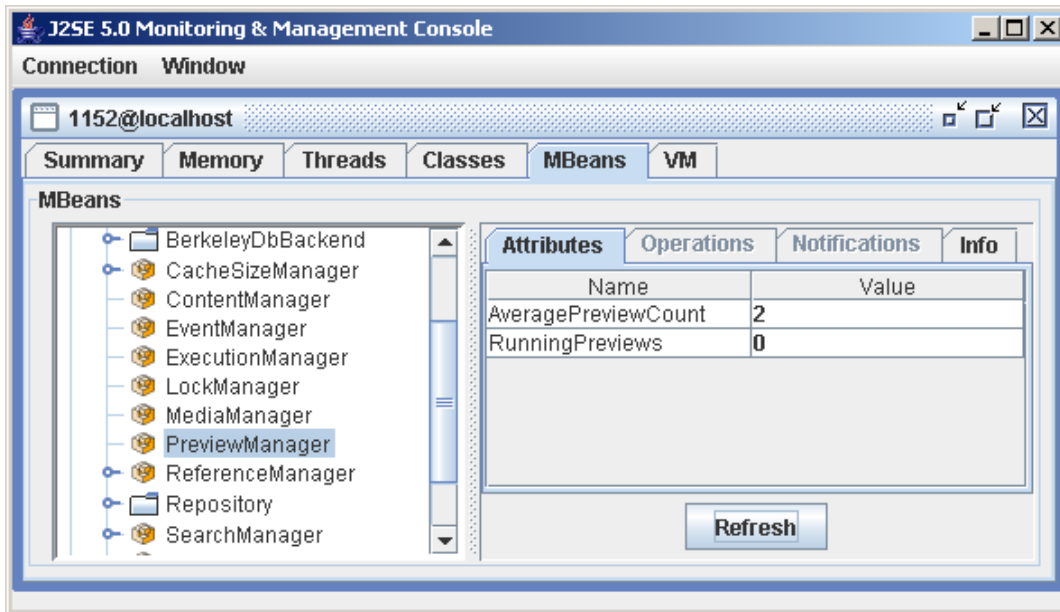 J2SE 5.0 Monitoring & Management Console
Connection Window
1152@localhost
Summary Memory Threads Classes MBeans VM
MBeans
BerkeleyDbBackend
CacheSizeManager
ContentManager
EventManager
ExecutionManager
LockManager
MediaManager
PreviewManager
ReferenceManager
Repository
SearchManager
Attributes Operations Notifications Info
Name Value
AveragePreviewCount 2
RunningPreviews 0
Refresh